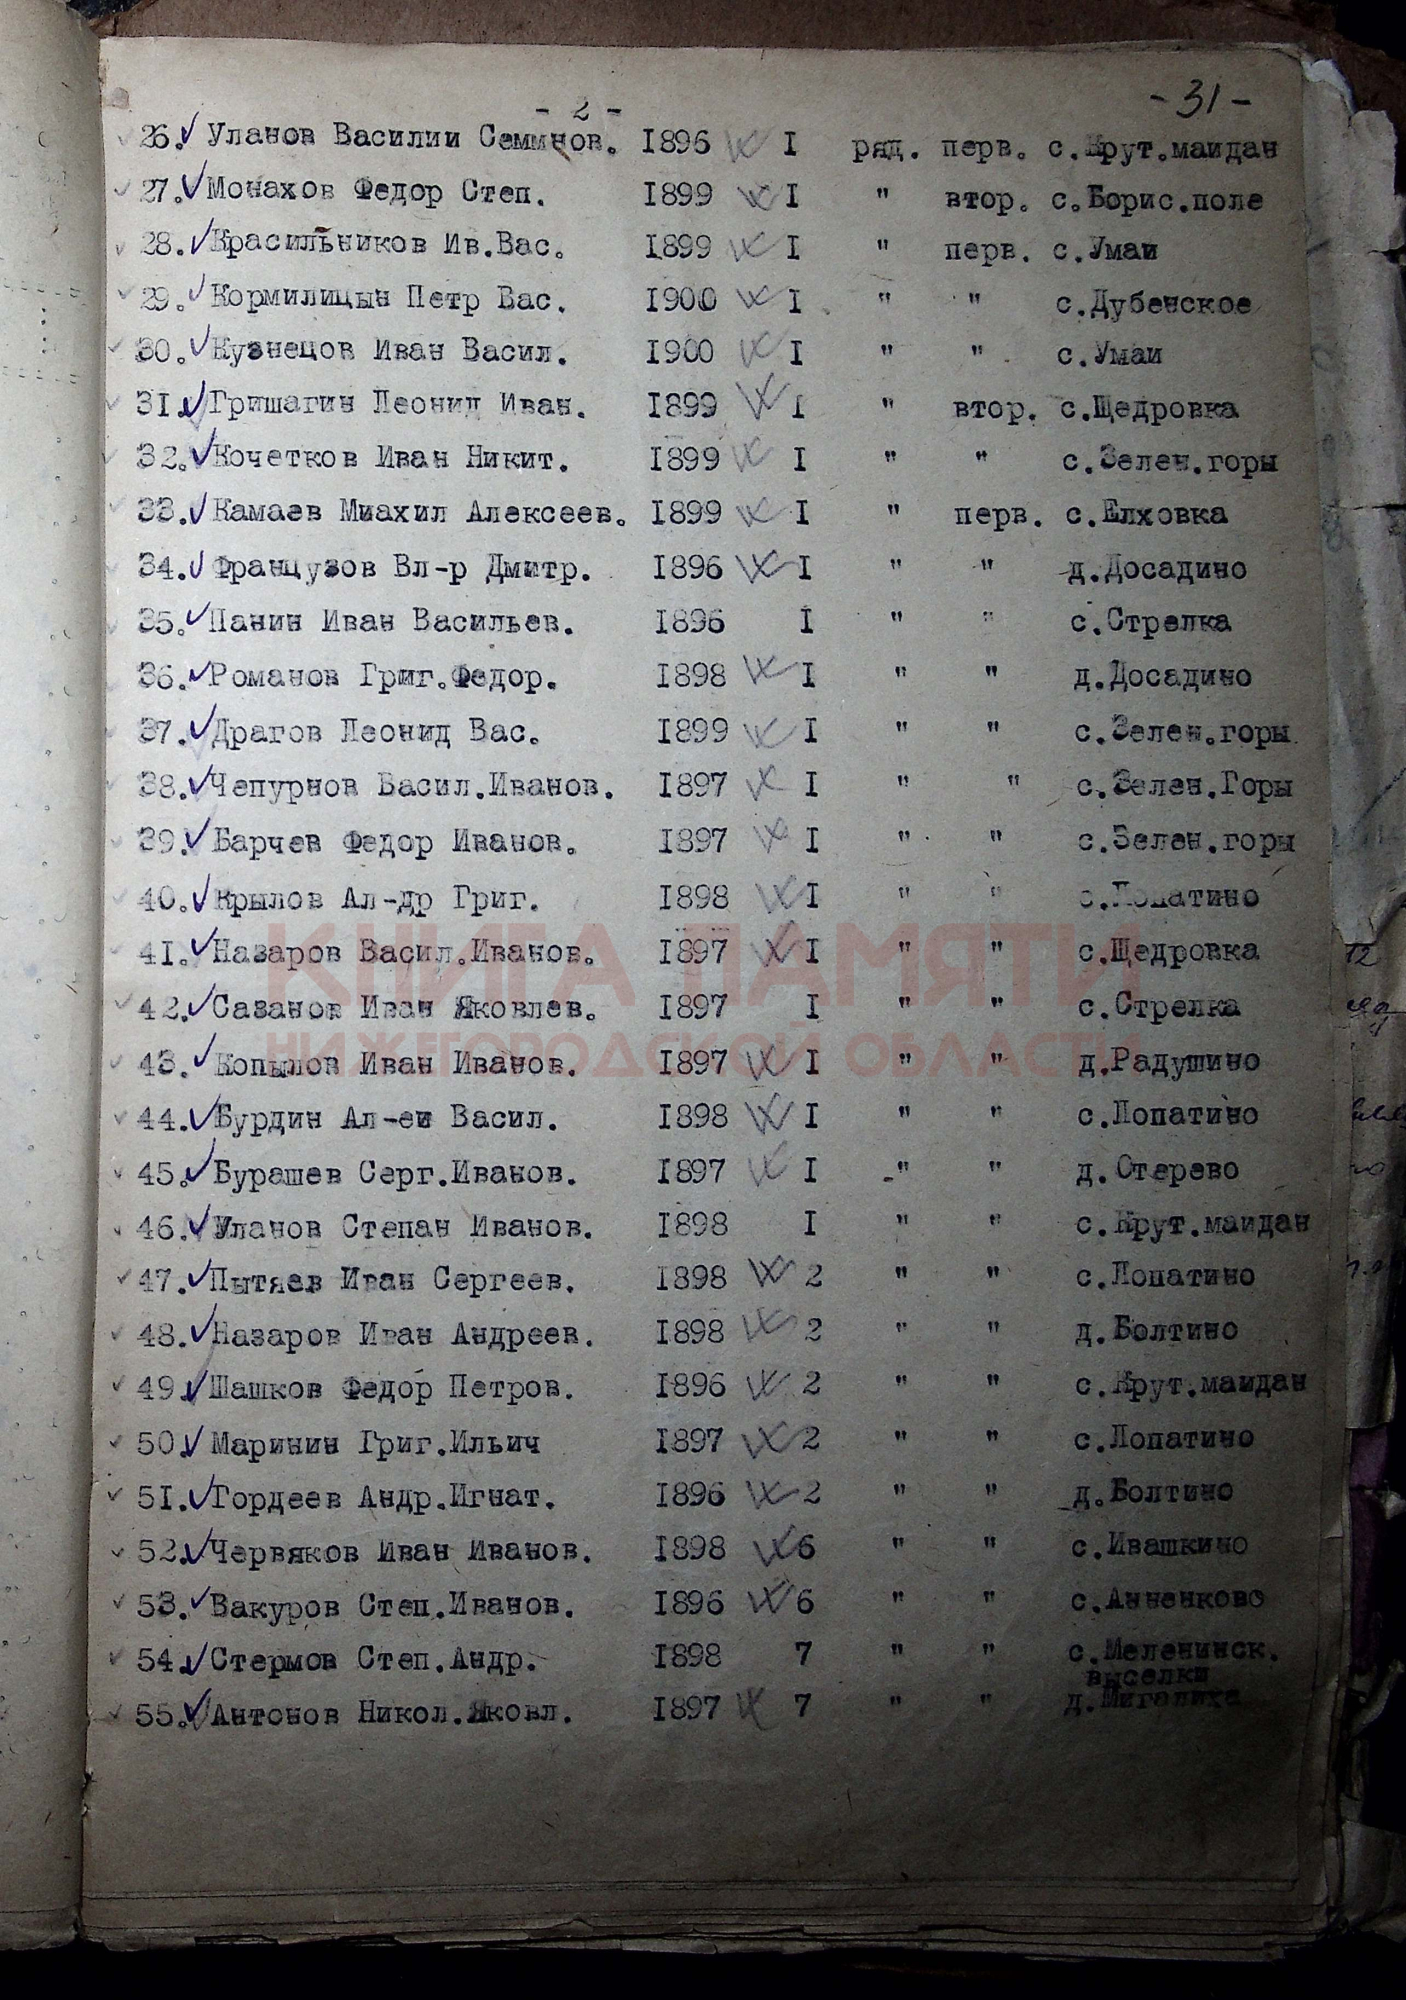 - 2 -
- 31 -
26. Уланов Василии Семинов. 1896 I ряд. перв. с.Крут.маидан
27. Монахов Федор Степ. 1899 I " втор. с.Борис.поле
28. Красильников Ив.Вас. 1899 I " перв. с.Умаи
29. Кормилицын Петр Вас. 1900 I " " с.Дубенское
30. Кузнецов Иван Васил. 1900 I " " с.Умаи
31. Гришагин Леонид Иван. 1899 I " втор. с.Щедровка
32. Кочетков Иван Никит. 1899 I " " с.Зелен.горы
33. Камаев Миахил Алексеев. 1899 I " перв. с.Елховка
34. Французов Вл-р Дмитр. 1896 I " " д.Досадино
35. Панин Иван Васильев. 1896 I " " с.Стрелка
36. Романов Григ.Федор. 1898 I " " д.Досадино
37. Драгов Леонид Вас. 1899 I " " с.Зелен.горы
38. Чепурнов Васил.Иванов. 1897 I " " с.Зелен.Горы
39. Барчев Федор Иванов. 1897 I " " с.Зелен.горы
40. Крылов Ал-др Григ. 1898 I " " с.Лопатино
41. Назаров Васил.Иванов. 1897 I " " с.Щедровка
42. Сазанов Иван Яковлев. 1897 I " " с.Стрелка
43. Копылов Иван Иванов. 1897 I " " д.Радушино
44. Бурдин Ал-еи Васил. 1898 I " " с.Лопатино
45. Бурашев Серг.Иванов. 1897 I " " д.Стерево
46. Уланов Степан Иванов. 1898 I " " с.Крут.маидан
47. Пытяев Иван Сергеев. 1898 2 " " с.Лопатино
48. Назаров Иван Андреев. 1898 2 " " д.Болтино
49. Шашков Федор Петров. 1896 2 " " с.Крут.маидан
50. Маринин Григ.Ильич 1897 2 " " с.Лопатино
51. Гордеев Андр.Игнат. 1896 2 " " д.Болтино
52. Червяков Иван Иванов. 1898 6 " " с.Ивашкино
53. Вакуров Степ.Иванов. 1896 6 " " с.Анненково
54. Стермов Степ.Андр. 1898 7 " " с.Меленинск.
выселки
55. Антонов Никол.Яковл. 1897 7 " " д.Мигалиха
КНИГА ПАМЯТИ
НИЖЕГОРОДСКОЙ ОБЛАСТИ